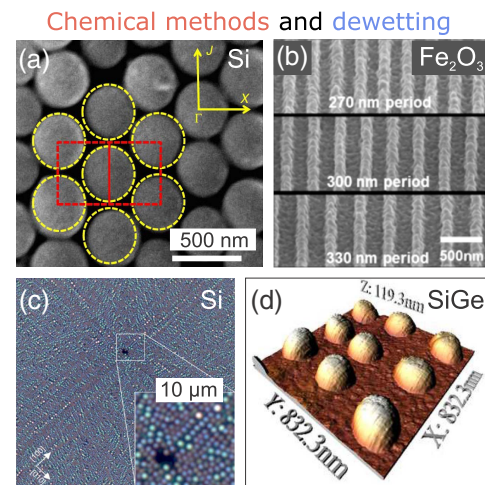 Chemical methods and dewetting
(a)
Si
J
X
Γ
500 nm
(b)
Fe2O3
270 nm period
300 nm period
330 nm period
500nm
(c)
Si
10 μm
(100)
(d)
SiGe
Z: 119.3nm
Y: 832.3nm
X: 832.3nm